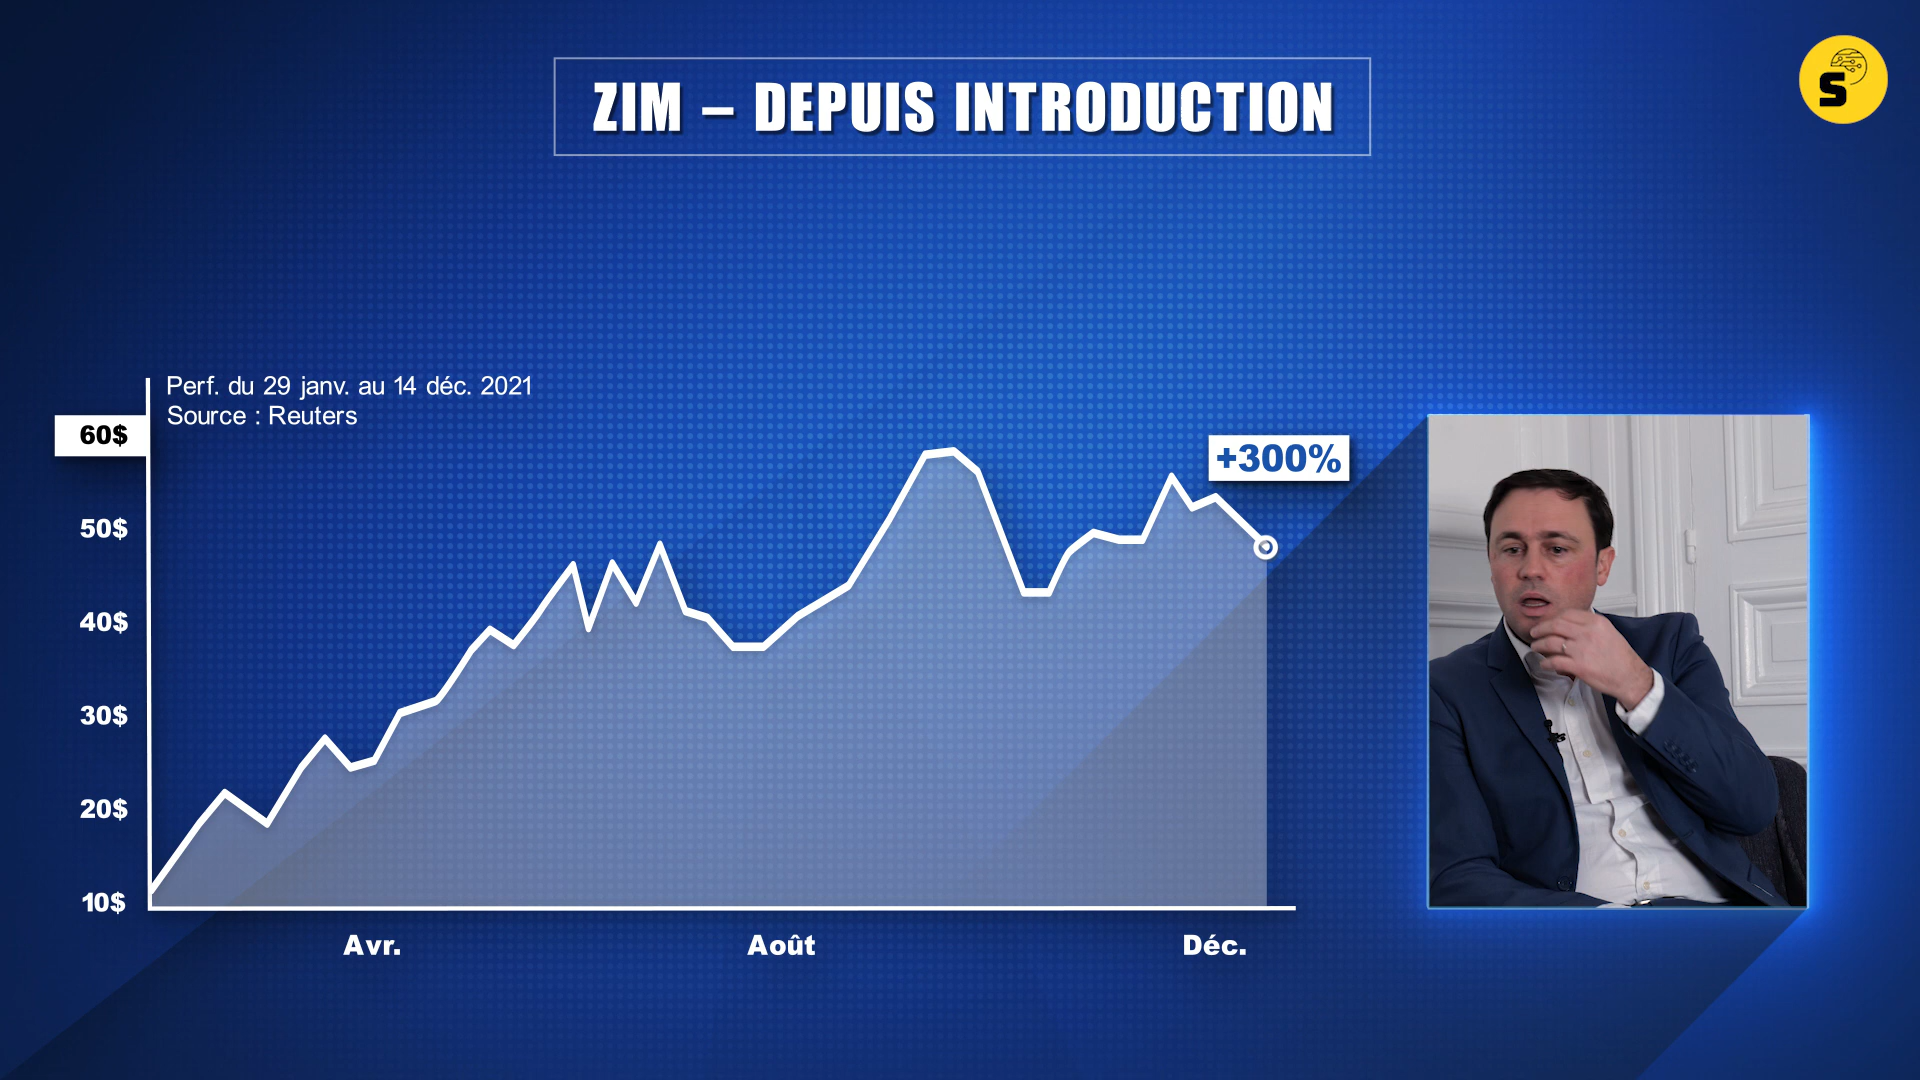 ZIM – DEPUIS INTRODUCTION
S
Perf. du 29 janv. au 14 déc. 2021
Source : Reuters
60$
+300%
50$
40$
30$
20$
10$
Avr.
Août
Déc.